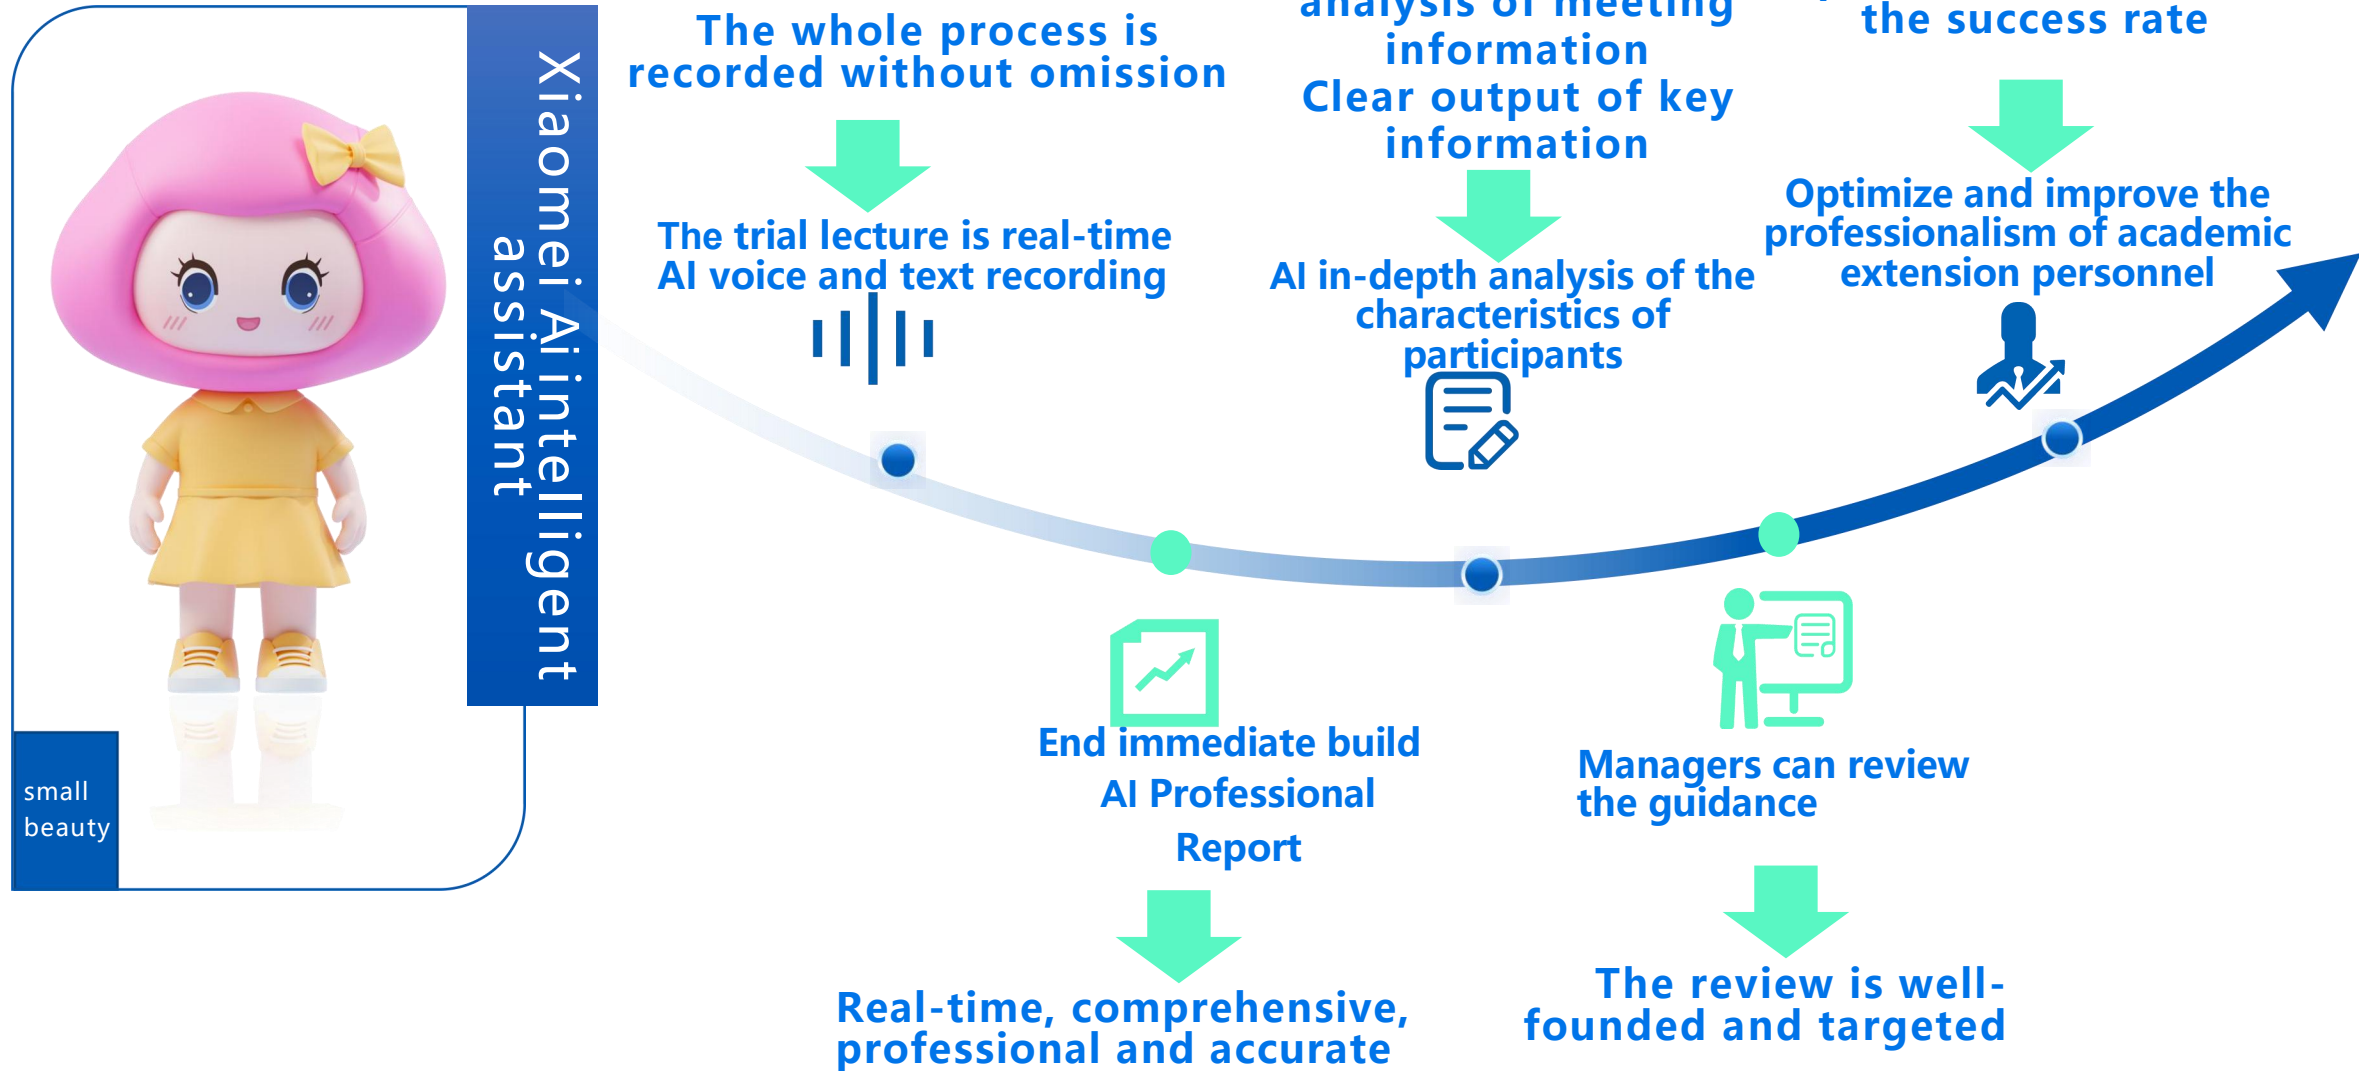 Xiaomei Ai intelligent
assistant
small
beauty
The whole process is
recorded without omission
The trial lecture is real-time
AI voice and text recording
analysis of meeting
information
Clear output of key
information
AI in-depth analysis of the
characteristics of
participants
the success rate
Optimize and improve the
professionalism of academic
extension personnel
End immediate build
AI Professional
Report
Real-time, comprehensive,
professional and accurate
Managers can review
the guidance
The review is well-
founded and targeted